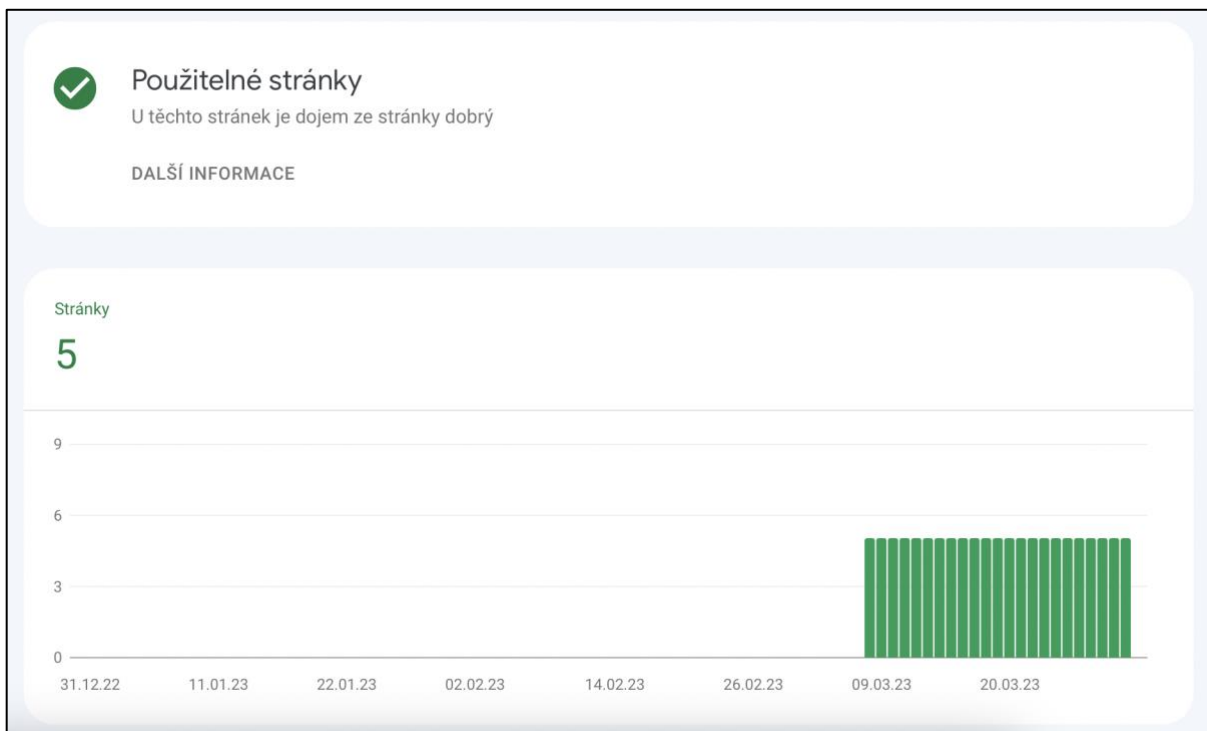 Použitelné stránky
U těchto stránek je dojem ze stránky dobrý
DALŠÍ INFORMACE
Stránky
5
9
6
3
0
31.12.22 11.01.23 22.01.23 02.02.23 14.02.23 26.02.23 09.03.23 20.03.23